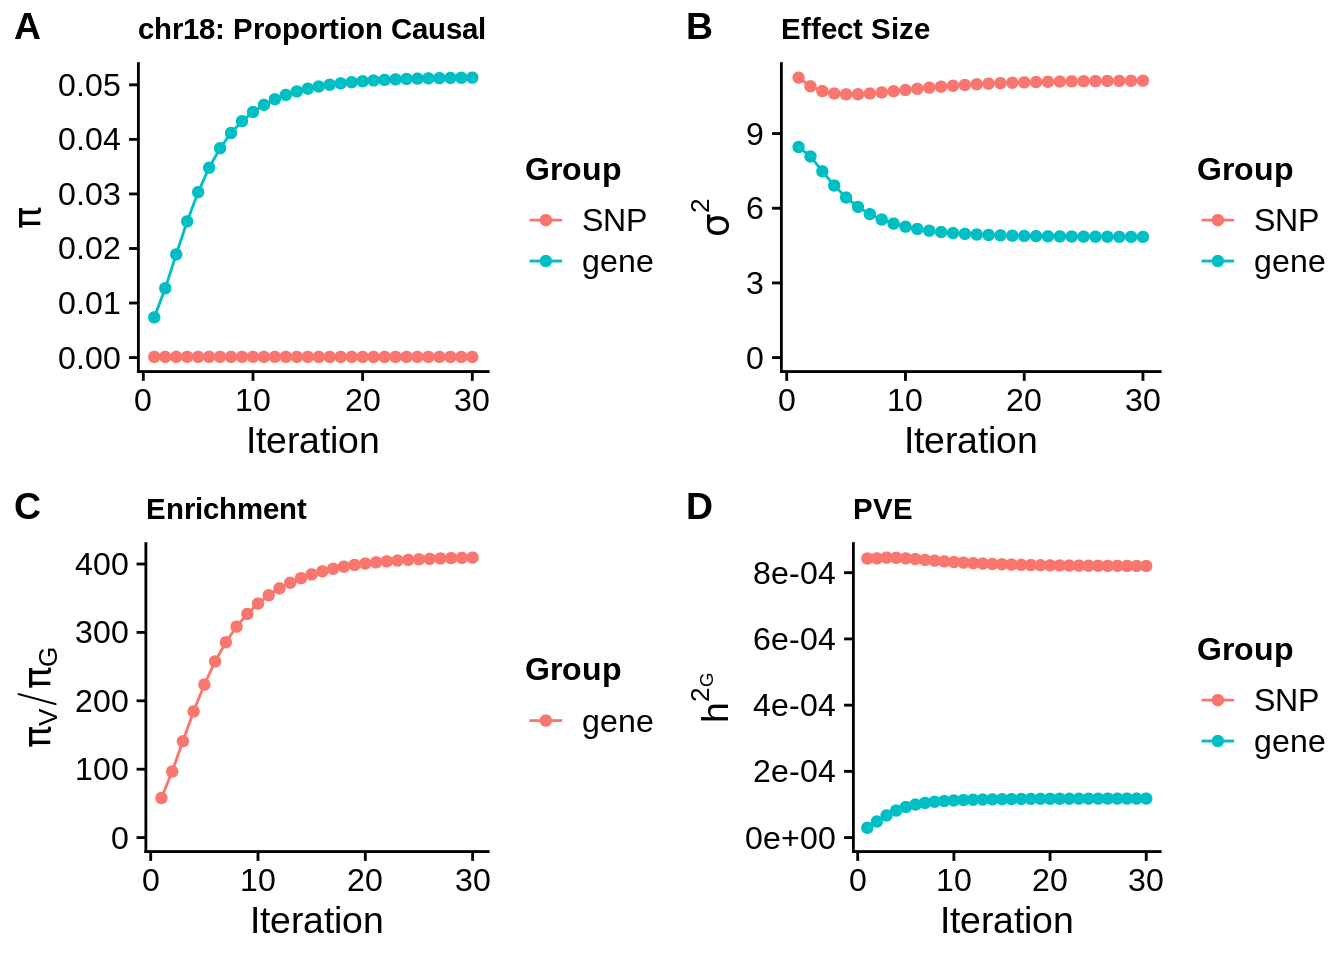 A
chr18: Proportion Causal
0.05
0.04
0.03
0.02
0.01
0.00
π
0 10 20 30
Iteration
Group
SNP
gene
B
Effect Size
9
6
3
0
σ²
0 10 20 30
Iteration
Group
SNP
gene
C
Enrichment
400
300
200
100
0
πV/πG
0 10 20 30
Iteration
Group
gene
D
PVE
8e-04
6e-04
4e-04
2e-04
0e+00
h2G
0 10 20 30
Iteration
Group
SNP
gene